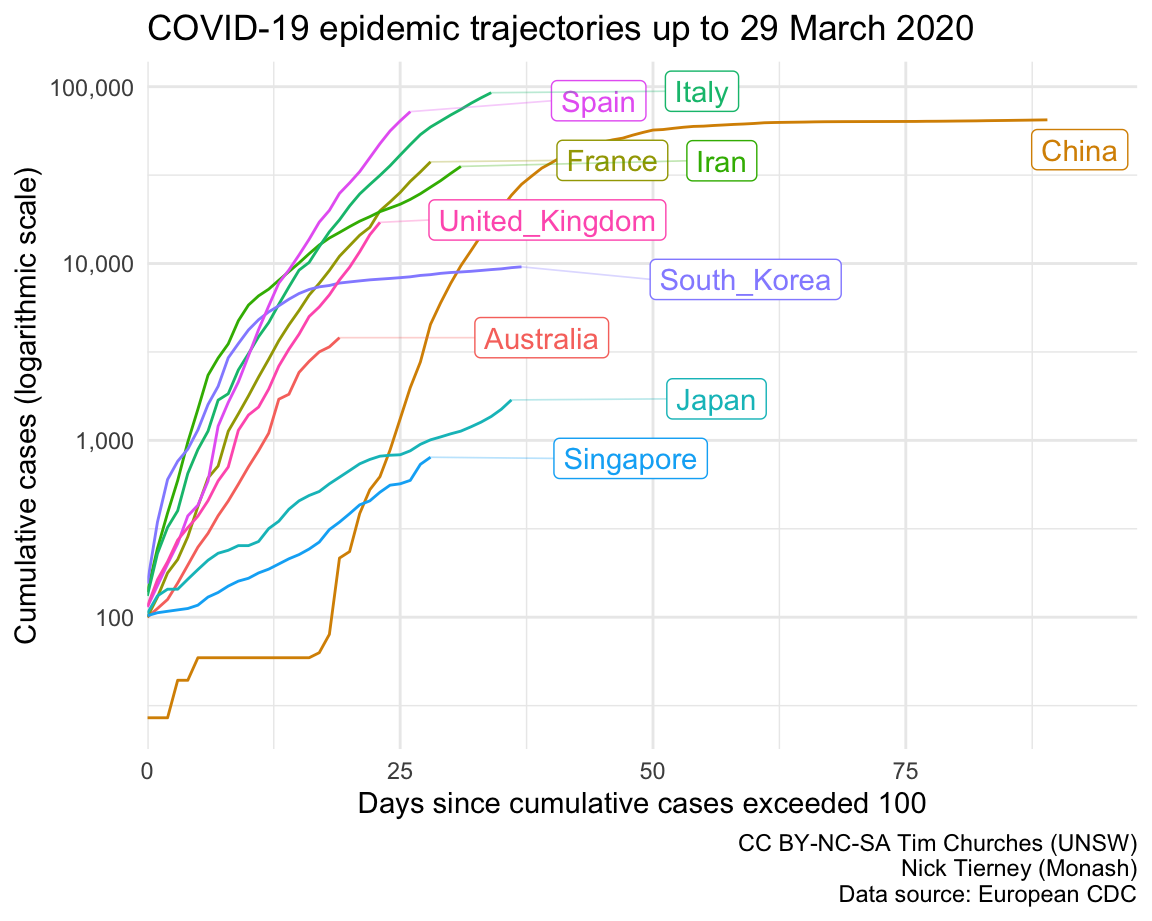 COVID-19 epidemic trajectories up to 29 March 2020
Cumulative cases (logarithmic scale)
100,000
10,000
1,000
100
Spain
Italy
China
France
Iran
United_Kingdom
South_Korea
Australia
Japan
Singapore
0 25 50 75
Days since cumulative cases exceeded 100
CC BY-NC-SA Tim Churches (UNSW)
Nick Tierney (Monash)
Data source: European CDC